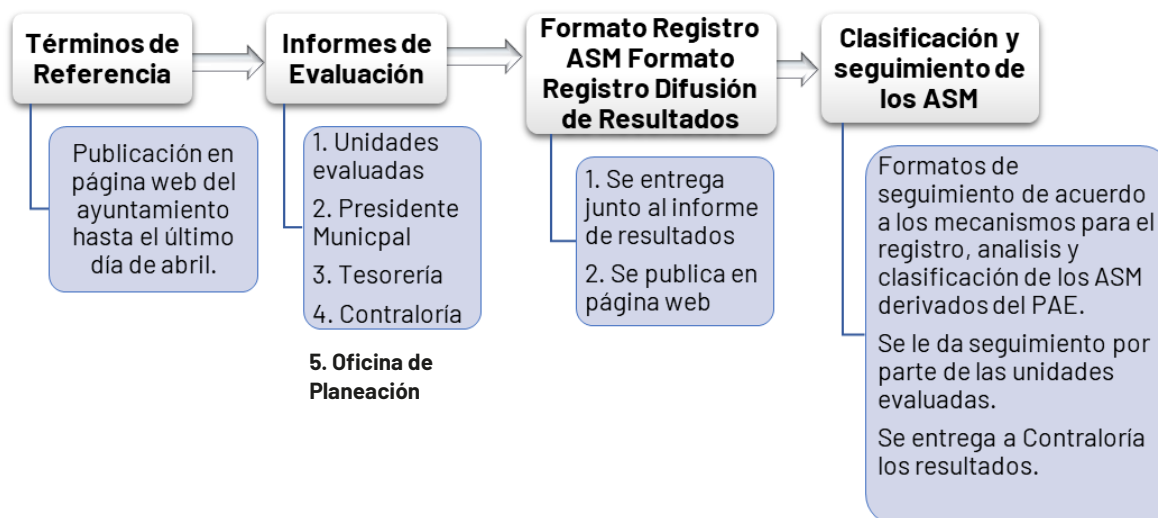 Términos de
Referencia
Publicación en
página web del
ayuntamiento
hasta el último
día de abril.
Informes de
Evaluación
1. Unidades
evaluadas
2. Presidente
Municpal
3. Tesorería
4. Contraloría
5. Oficina de
Planeación
Formato Registro
ASM Formato
Registro Difusión
de Resultados
1. Se entrega
junto al informe
de resultados
2. Se publica en
página web
Clasificación y
seguimiento de
los ASM
Formatos de
seguimiento de acuerdo
a los mecanismos para el
registro, analisis y
clasificación de los ASM
derivados del PAE.
Se le da seguimiento por
parte de las unidades
evaluadas.
Se entrega a Contraloría
los resultados.